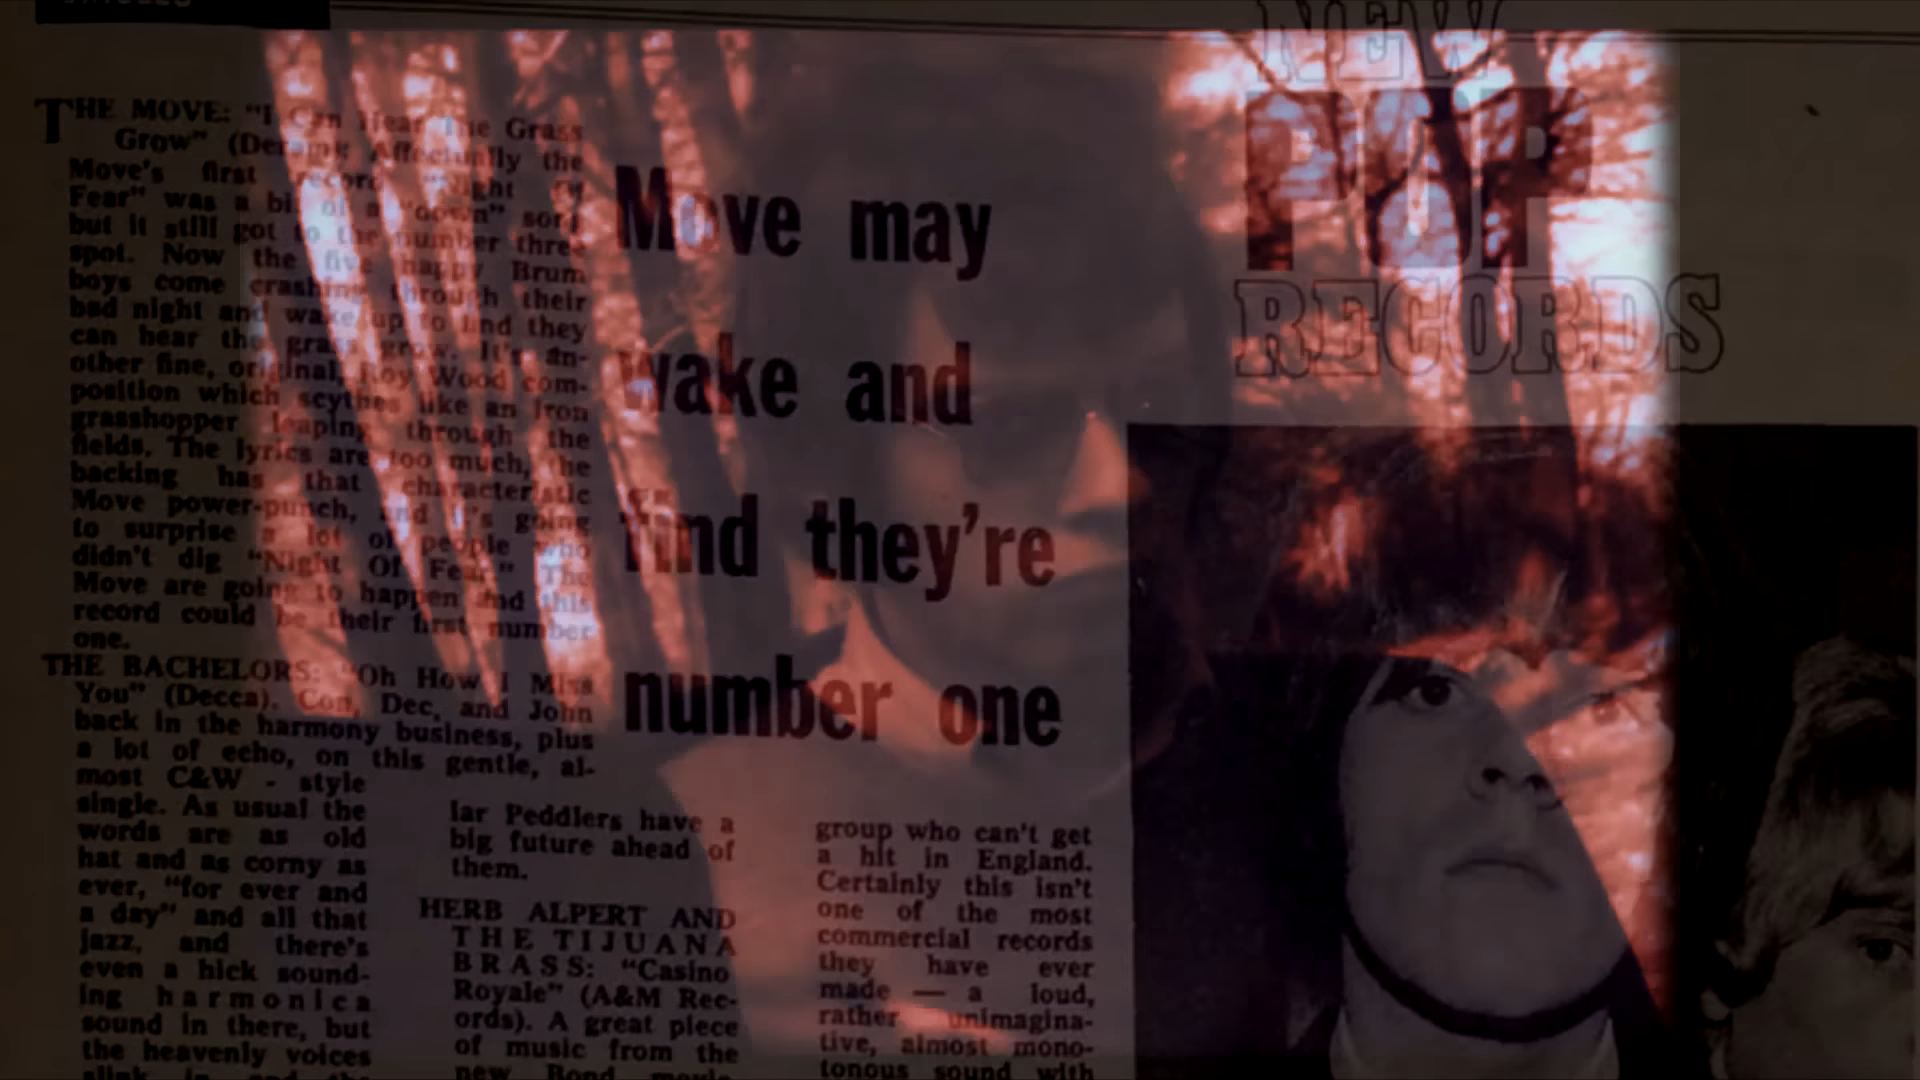 THE MOVE: "I Can Hear The Grass
Grow" (Deram). Affectually the
Move's first record "Night Of
Fear" was a bit of a "down" sort
but it still got to the number three
spot. Now the five happy Brum
boys come crashing through their
bad night and wake up to find they
can hear the grass grow. It's an-
other fine, original, Roy Wood com-
position which scythes like an iron
grasshopper leaping through the
fields. The lyrics are too much, the
backing has that characteristic
Move power-punch, and it's going
to surprise a lot of people who
didn't dig "Night Of Fear" The
Move are going to happen and this
record could be their first number
one.
THE BACHELORS: "Oh How I Miss
You" (Decca). Con, Dec, and John
back in the harmony business, plus
a lot of echo, on this gentle, al-
most C&W - style
single. As usual the
words are as old
hat and as corny as
ever, "for ever and
a day" and all that
jazz, and there's
even a hick sound-
ing harmonica
sound in there, but
the heavenly voices
slink in and the
Move may
wake and
find they're
number one
NEW
POP
RECORDS
lar Peddlers have a
big future ahead of
them.
HERB ALPERT AND
THE TIJUANA
BRASS: "Casino
Royale" (A&M Rec-
ords). A great piece
of music from the
new Bond movie
group who can't get
a hit in England.
Certainly this isn't
one of the most
commercial records
they have ever
made — a loud,
rather unimagina-
tive, almost mono-
tonous sound with